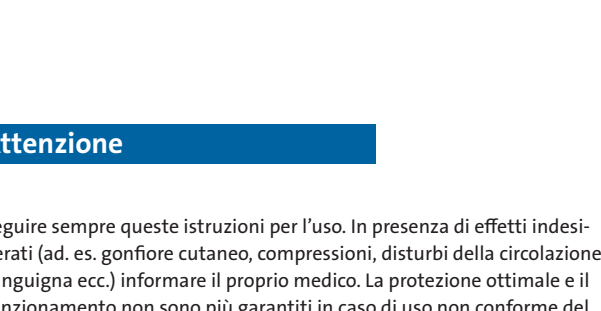 ttenzione
eguire sempre queste istruzioni per l'uso. In presenza di effetti indesi-
erati (ad. es. gonfiore cutaneo, compressioni, disturbi della circolazione
nguigna ecc.) informare il proprio medico. La protezione ottimale e il
nzionamento non sono più garantiti in caso di uso non conforme del